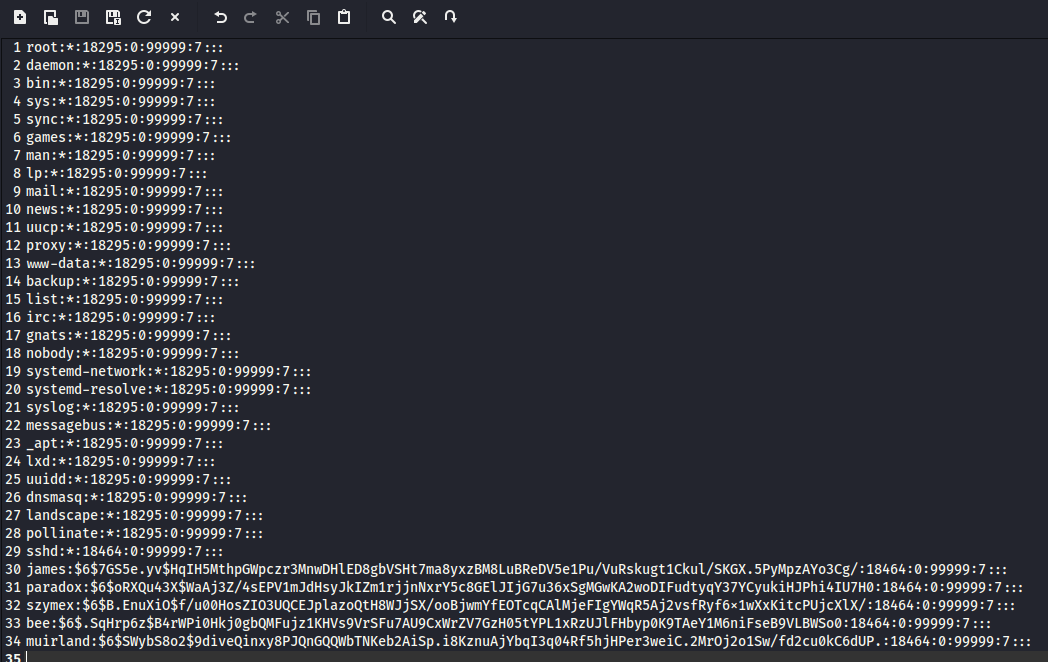 1 root:*:18295:0:99999:7:::
2 daemon:*:18295:0:99999:7:::
3 bin:*:18295:0:99999:7:::
4 sys:*:18295:0:99999:7:::
5 sync:*:18295:0:99999:7:::
6 games:*:18295:0:99999:7:::
7 man:*:18295:0:99999:7:::
8 lp:*:18295:0:99999:7:::
9 mail:*:18295:0:99999:7:::
10 news:*:18295:0:99999:7:::
11 uucp:*:18295:0:99999:7:::
12 proxy:*:18295:0:99999:7:::
13 www-data:*:18295:0:99999:7:::
14 backup:*:18295:0:99999:7:::
15 list:*:18295:0:99999:7:::
16 irc:*:18295:0:99999:7:::
17 gnats:*:18295:0:99999:7:::
18 nobody:*:18295:0:99999:7:::
19 systemd-network:*:18295:0:99999:7:::
20 systemd-resolve:*:18295:0:99999:7:::
21 syslog:*:18295:0:99999:7:::
22 messagebus:*:18295:0:99999:7:::
23 _apt:*:18295:0:99999:7:::
24 lxd:*:18295:0:99999:7:::
25 uuidd:*:18295:0:99999:7:::
26 dnsmasq:*:18295:0:99999:7:::
27 landscape:*:18295:0:99999:7:::
28 pollinate:*:18295:0:99999:7:::
29 sshd:*:18464:0:99999:7:::
30 james:$6$7GS5e.yv$HqIH5MthpGWpczr3MnwDHlED8gbVSHt7ma8yxzBM8LuBReDV5e1Pu/VuRskugt1Ckul/SKGX.5PyMpzAYo3Cg/:18464:0:99999:7:::
31 paradox:$6$oRXQu43X$WaAj3Z/4sEPV1mJdHsyJkIZm1rjjnNxrY5c8GElJIjG7u36xSgMGwKA2woDIFudtyqY37YCyukiHJPhi4IU7H0:18464:0:99999:7:::
32 szymex:$6$B.EnuXiO$f/u00HosZIO3UQCEJplazoQtH8WJjSX/ooBjwmYfEOTcqCAlMjeFIgYWqR5Aj2vsfRyf6x1wXxKitcPUjcXlX/:18464:0:99999:7:::
33 bee:$6$.SqHrp6z$B4rWPi0Hkj0gbQMFujz1KHVs9VrSFu7AU9CxWrZV7GzH05tYPL1xRzUJlFHbyp0K9TAeY1M6niFseB9VLBWSo0:18464:0:99999:7:::
34 muirland:$6$SWybS8o2$9diveQinxy8PJQnGQQWbTNKeb2AiSp.i8KznuAjYbqI3q04Rf5hjHPer3weiC.2MrOj2o1Sw/fd2cu0kC6dUP.:18464:0:99999:7:::
35